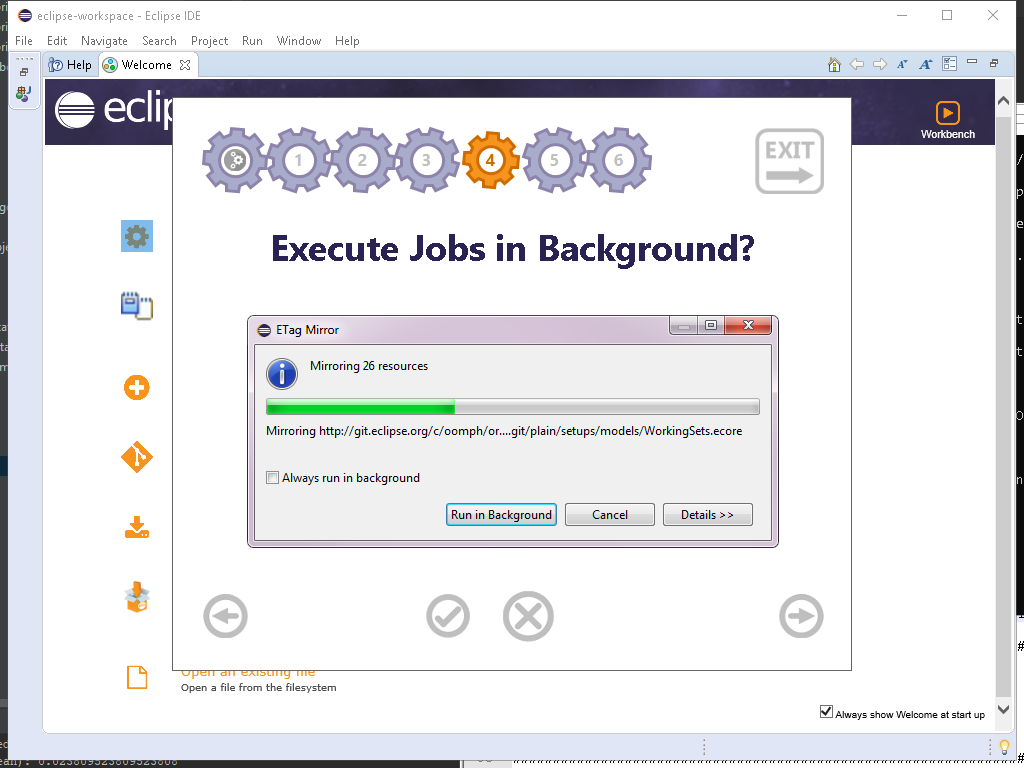 eclipse-workspace - Eclipse IDE
File Edit Navigate Search Project Run Window Help
Help Welcome
Workbench
1 2 3 4 5 6
EXIT
Execute Jobs in Background?
ETag Mirror
Mirroring 26 resources
Mirroring http://git.eclipse.org/c/oomph/or....git/plain/setups/models/WorkingSets.ecore
Always run in background
Run in Background Cancel Details >>
Open an existing file
Open a file from the filesystem
Always show Welcome at start up